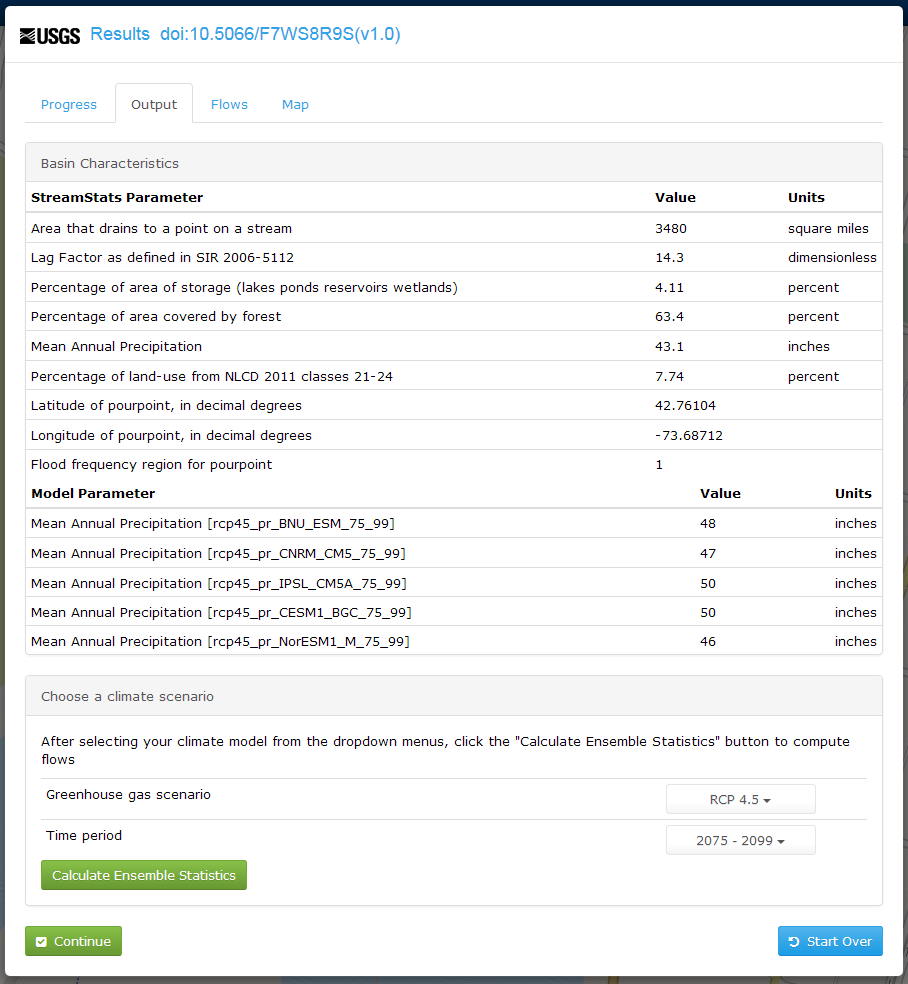 USGS Results doi:10.5066/F7WS8R9S(v1.0)
Progress Output Flows Map
Basin Characteristics
StreamStats Parameter Value Units
Area that drains to a point on a stream 3480 square miles
Lag Factor as defined in SIR 2006-5112 14.3 dimensionless
Percentage of area of storage (lakes ponds reservoirs wetlands) 4.11 percent
Percentage of area covered by forest 63.4 percent
Mean Annual Precipitation 43.1 inches
Percentage of land-use from NLCD 2011 classes 21-24 7.74 percent
Latitude of pourpoint, in decimal degrees 42.76104
Longitude of pourpoint, in decimal degrees -73.68712
Flood frequency region for pourpoint 1
Model Parameter Value Units
Mean Annual Precipitation [rcp45_pr_BNU_ESM_75_99] 48 inches
Mean Annual Precipitation [rcp45_pr_CNRM_CM5_75_99] 47 inches
Mean Annual Precipitation [rcp45_pr_IPSL_CM5A_75_99] 50 inches
Mean Annual Precipitation [rcp45_pr_CESM1_BGC_75_99] 50 inches
Mean Annual Precipitation [rcp45_pr_NorESM1_M_75_99] 46 inches
Choose a climate scenario
After selecting your climate model from the dropdown menus, click the "Calculate Ensemble Statistics" button to compute
flows
Greenhouse gas scenario RCP 4.5
Time period 2075 - 2099
Calculate Ensemble Statistics
Continue Start Over